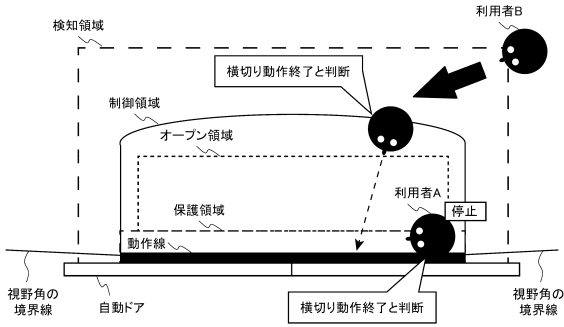 検知領域
利用者B
横切り動作終了と判断
制御領域
オープン領域
利用者A
保護領域
停止
動作線
視野角の
境界線
自動ドア
横切り動作終了と判断
視野角の
境界線